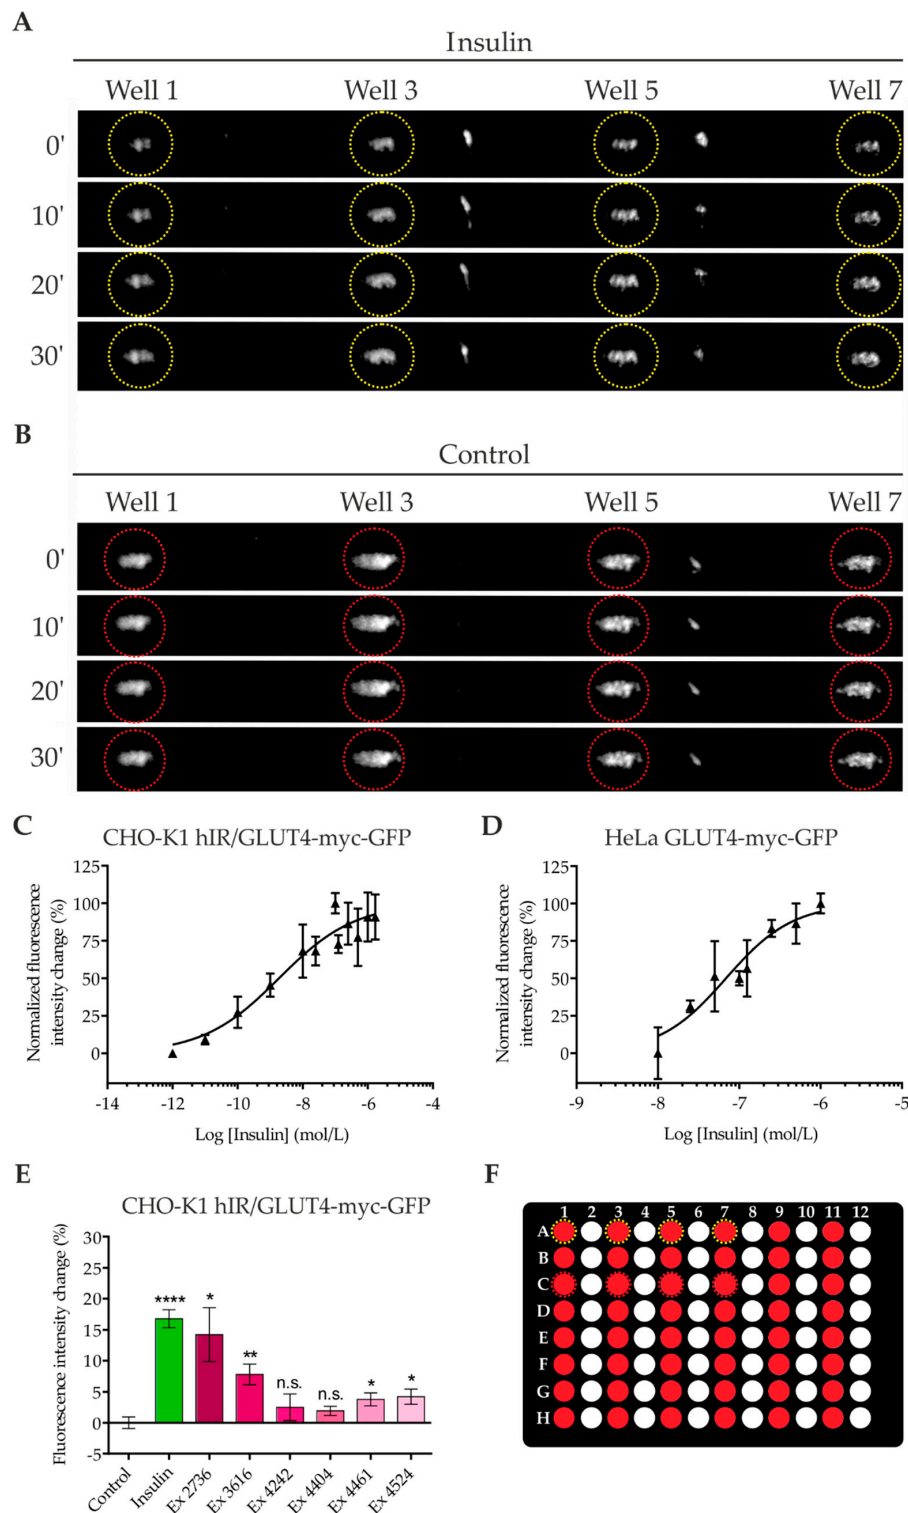 A
Insulin
Well 1 Well 3 Well 5 Well 7
0'
10'
20'
30'
B
Control
Well 1 Well 3 Well 5 Well 7
0'
10'
20'
30'
C
CHO-K1 hIR/GLUT4-myc-GFP
Normalized fluorescence
intensity change (%)
125
100
75
50
25
0
-14 -12 -10 -8 -6 -4
Log [Insulin] (mol/L)
D
HeLa GLUT4-myc-GFP
Normalized fluorescence
intensity change (%)
125
100
75
50
25
0
-9 -8 -7 -6 -5
Log [Insulin] (mol/L)
E
CHO-K1 hIR/GLUT4-myc-GFP
Fluorescence intensity change (%)
30
25
20
15
10
5
0
-5
**** * ** n.s. n.s. * *
Control Insulin Ex 2736 Ex 3616 Ex 4242 Ex 4404 Ex 4461 Ex 4524
F
1 2 3 4 5 6 7 8 9 10 11 12
A
B
C
D
E
F
G
H